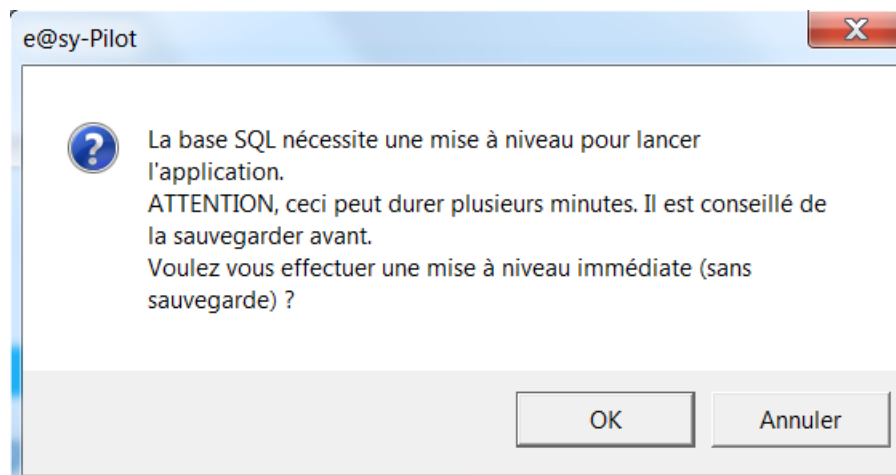 e@sy-Pilot
La base SQL nécessite une mise à niveau pour lancer
l'application.
ATTENTION, ceci peut durer plusieurs minutes. Il est conseillé de
la sauvegarder avant.
Voulez vous effectuer une mise à niveau immédiate (sans
sauvegarde) ?
OK
Annuler